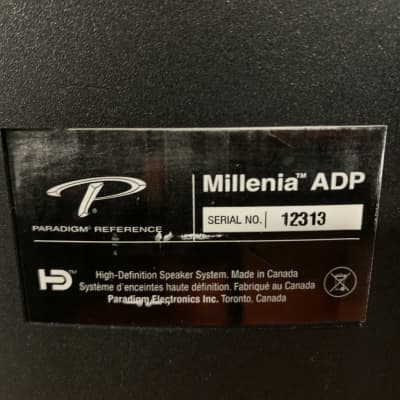 P
PARADIGM® REFERENCE
Millenia™ ADP
SERIAL NO. 12313
HD™
High-Definition Speaker System. Made in Canada
Système d'enceintes haute définition. Fabriqué au Canada
Paradigm Electronics Inc. Toronto, Canada